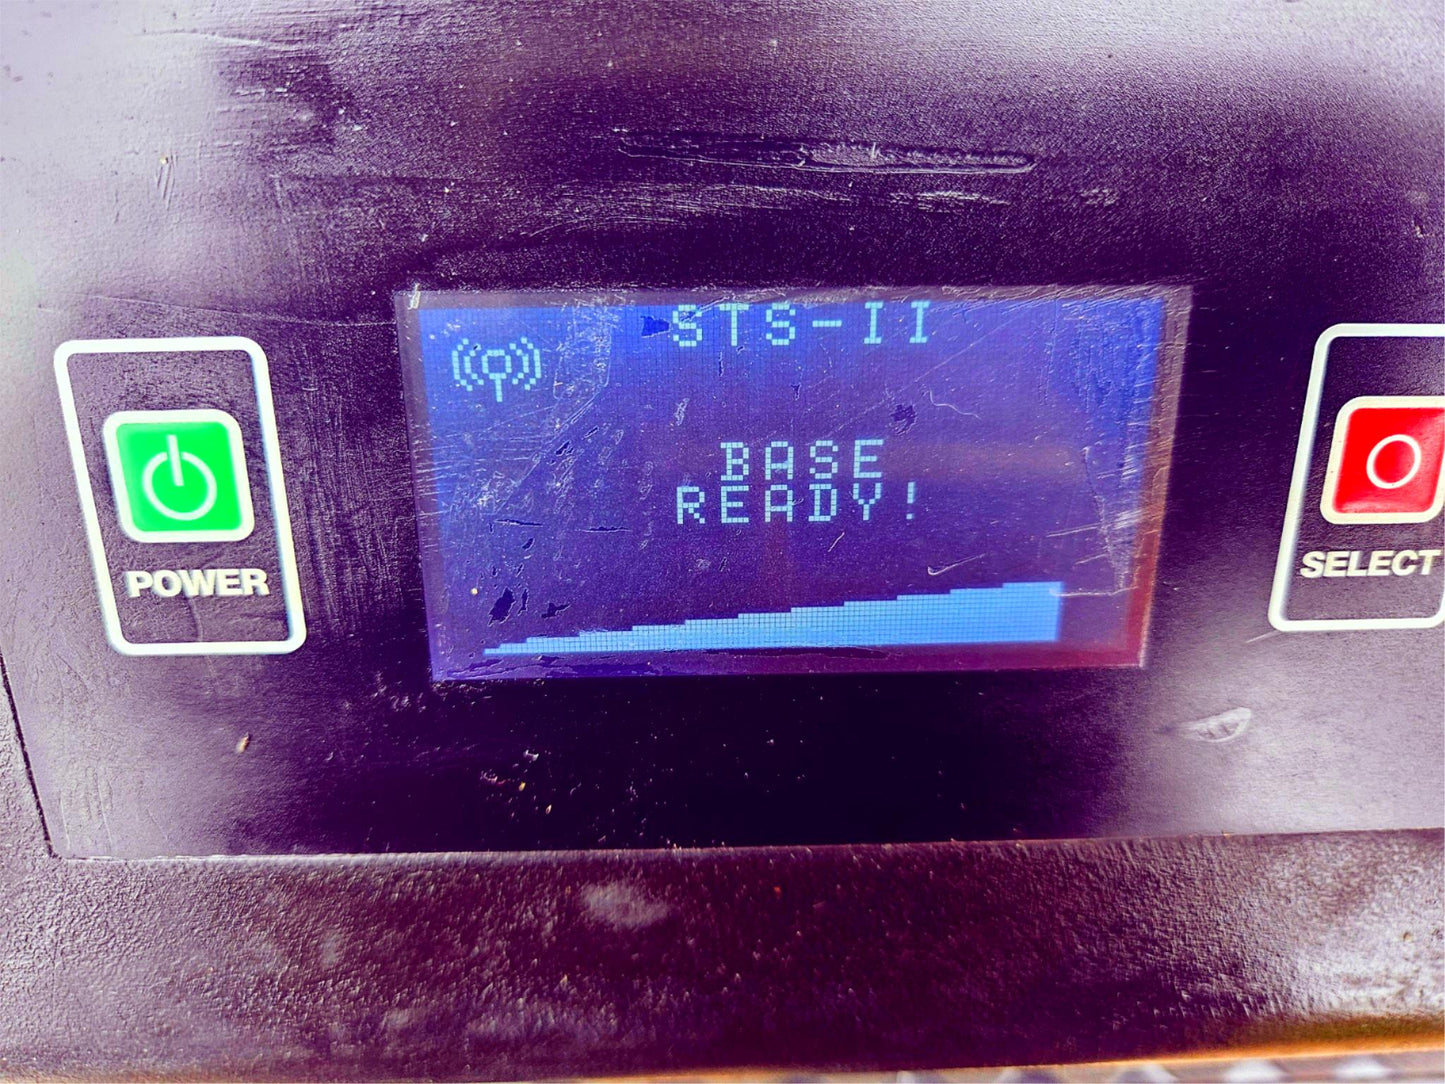 STS-II
BASE
READY!
POWER
SELECT